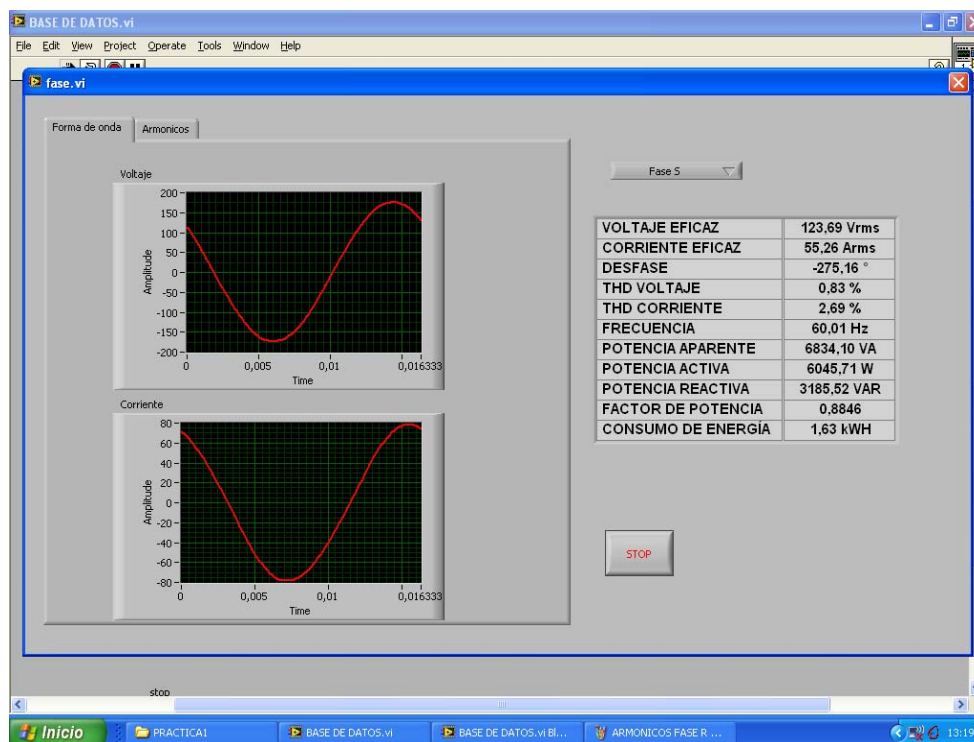 BASE DE DATOS.vi
File Edit View Project Operate Tools Window Help
fase.vi
Forma de onda Armonicos
Voltaje
Amplitude
200
150
100
50
0
-50
-100
-150
-200
0 0,005 0,01 0,016333
Time
Corriente
Amplitude
80
60
40
20
0
-20
-40
-60
-80
0 0,005 0,01 0,016333
Time
Fase S
VOLTAJE EFICAZ 123,69 Vrms
CORRIENTE EFICAZ 55,26 Arms
DESFASE -275,16 °
THD VOLTAJE 0,83 %
THD CORRIENTE 2,69 %
FRECUENCIA 60,01 Hz
POTENCIA APARENTE 6834,10 VA
POTENCIA ACTIVA 6045,71 W
POTENCIA REACTIVA 3185,52 VAR
FACTOR DE POTENCIA 0,8846
CONSUMO DE ENERGÍA 1,63 kWH
STOP
stop
Inicio PRACTICA1 BASE DE DATOS.vi BASE DE DATOS.vi Bl... ARMONICOS FASE R ... 13:19